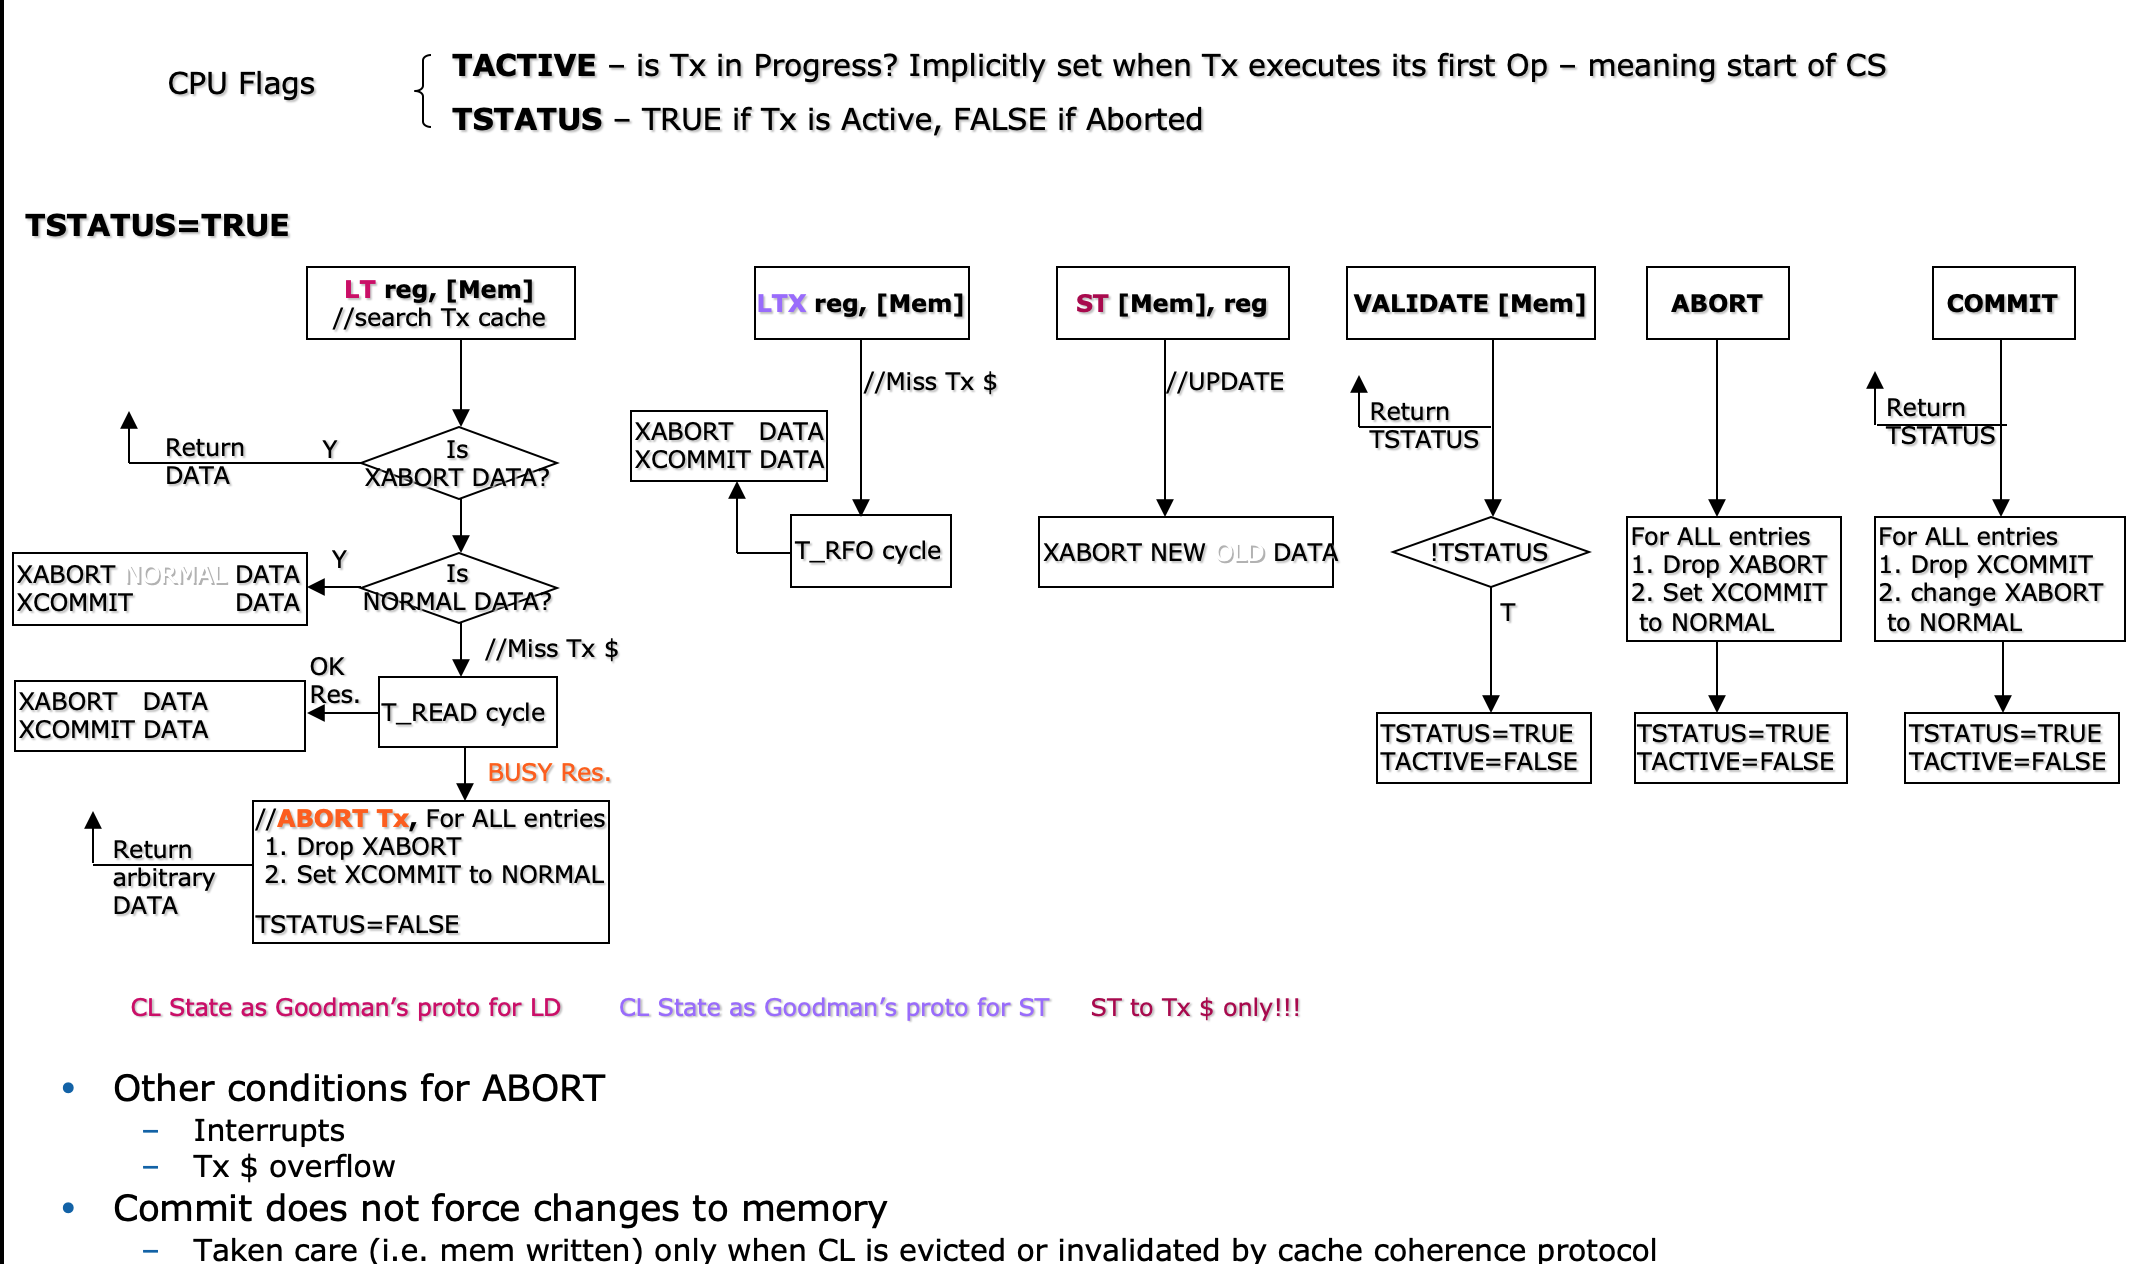 CPU Flags
TACTIVE – is Tx in Progress? Implicitly set when Tx executes its first Op – meaning start of CS
TSTATUS – TRUE if Tx is Active, FALSE if Aborted
TSTATUS=TRUE
LT reg, [Mem]
//search Tx cache
Is
XABORT DATA?
Y
Return
DATA
Is
NORMAL DATA?
Y
XABORT NORMAL DATA
XCOMMIT DATA
//Miss Tx $
T_READ cycle
OK
Res.
XABORT DATA
XCOMMIT DATA
BUSY Res.
//ABORT Tx, For ALL entries
1. Drop XABORT
2. Set XCOMMIT to NORMAL
TSTATUS=FALSE
Return
arbitrary
DATA
LTX reg, [Mem]
//Miss Tx $
XABORT DATA
XCOMMIT DATA
T_RFO cycle
ST [Mem], reg
//UPDATE
XABORT NEW OLD DATA
VALIDATE [Mem]
Return
TSTATUS
!TSTATUS
T
TSTATUS=TRUE
TACTIVE=FALSE
ABORT
For ALL entries
1. Drop XABORT
2. Set XCOMMIT
to NORMAL
TSTATUS=TRUE
TACTIVE=FALSE
COMMIT
Return
TSTATUS
For ALL entries
1. Drop XCOMMIT
2. change XABORT
to NORMAL
TSTATUS=TRUE
TACTIVE=FALSE
CL State as Goodman’s proto for LD
CL State as Goodman’s proto for ST
ST to Tx $ only!!!
• Other conditions for ABORT
– Interrupts
– Tx $ overflow
• Commit does not force changes to memory
– Taken care (i.e. mem written) only when CL is evicted or invalidated by cache coherence protocol